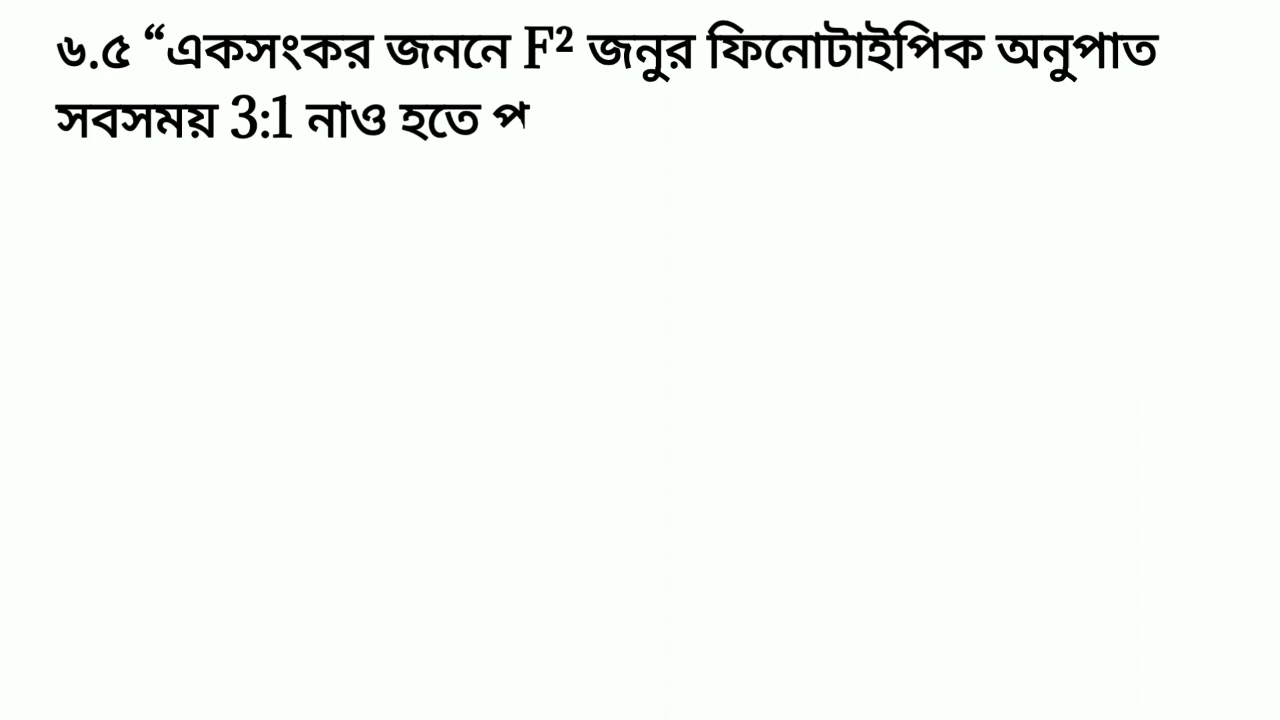 ৬.৫ “একসংকর জননে F² জনুর ফিনোটাইপিক অনুপাত
সবসময় 3:1 নাও হতে প